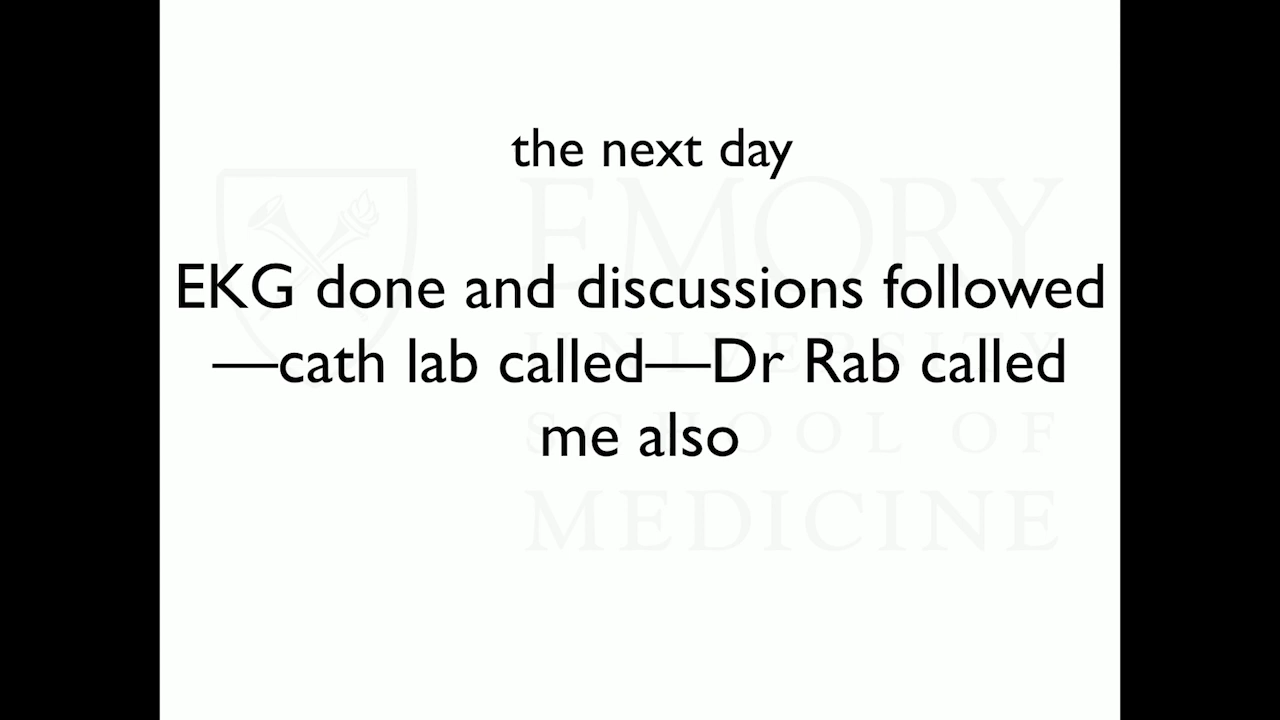 the next day
EKG done and discussions followed
—cath lab called—Dr Rab called
me also
EMORY
UNIVERSITY
SCHOOL OF
MEDICINE